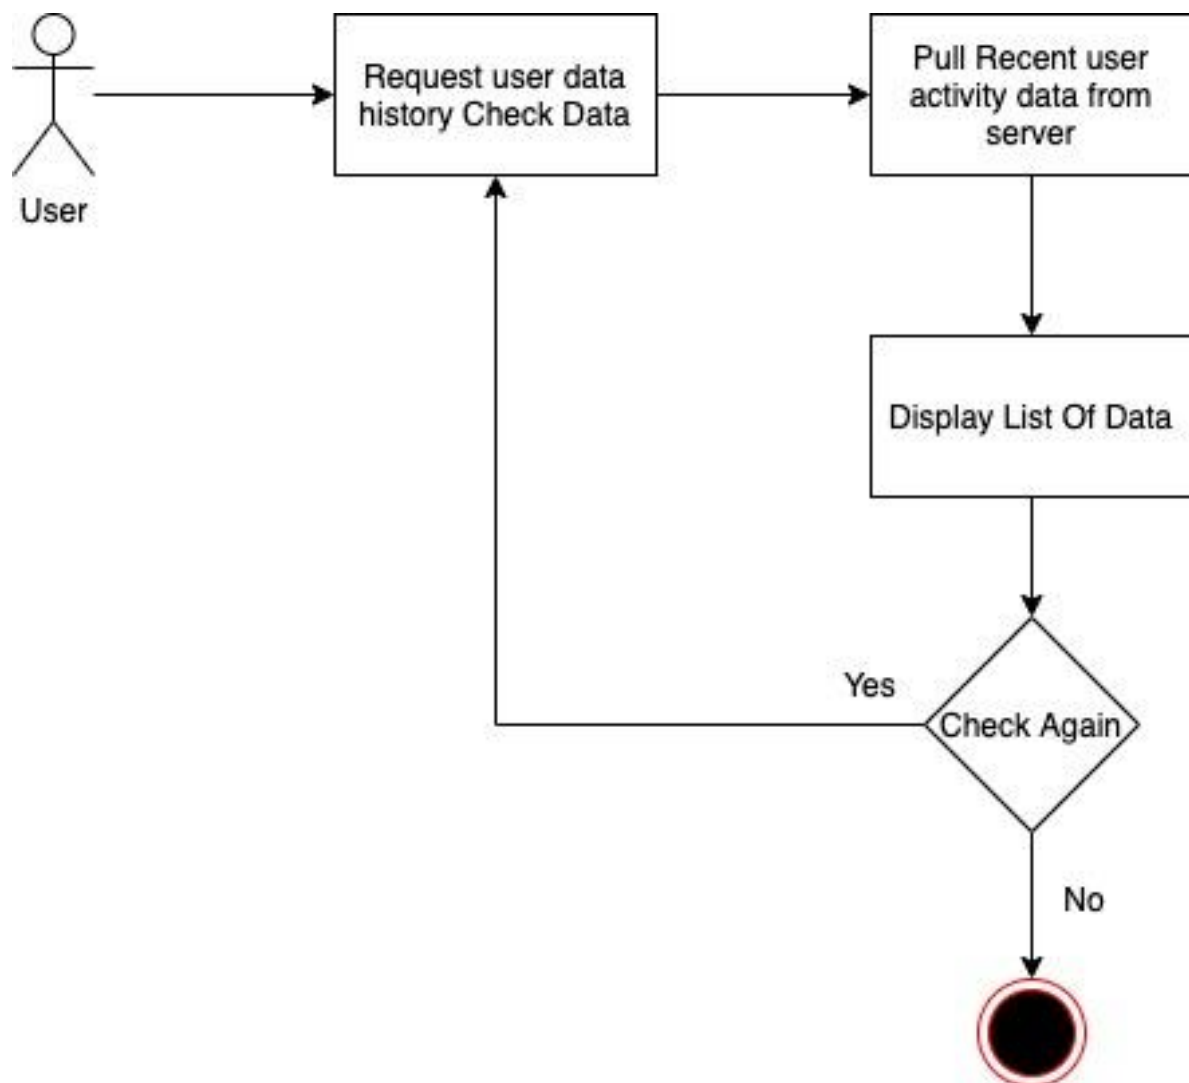 Request user data
history Check Data
Pull Recent user
activity data from
server
User
Display List Of Data
Yes
Check Again
No